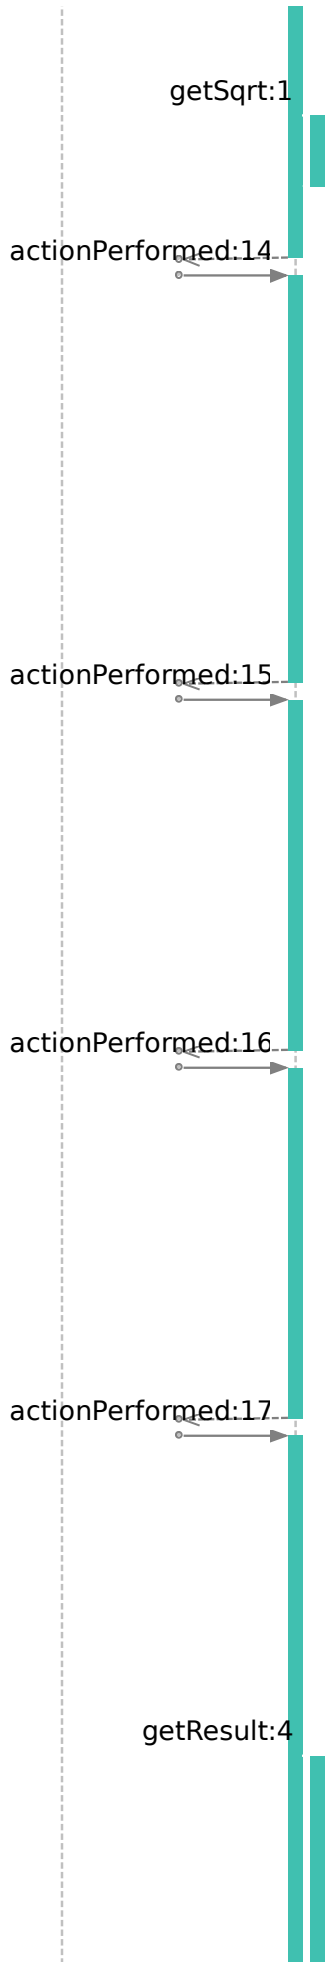 getSqrt:1
actionPerformed:14
actionPerformed:15
actionPerformed:16
actionPerformed:17
getResult:4